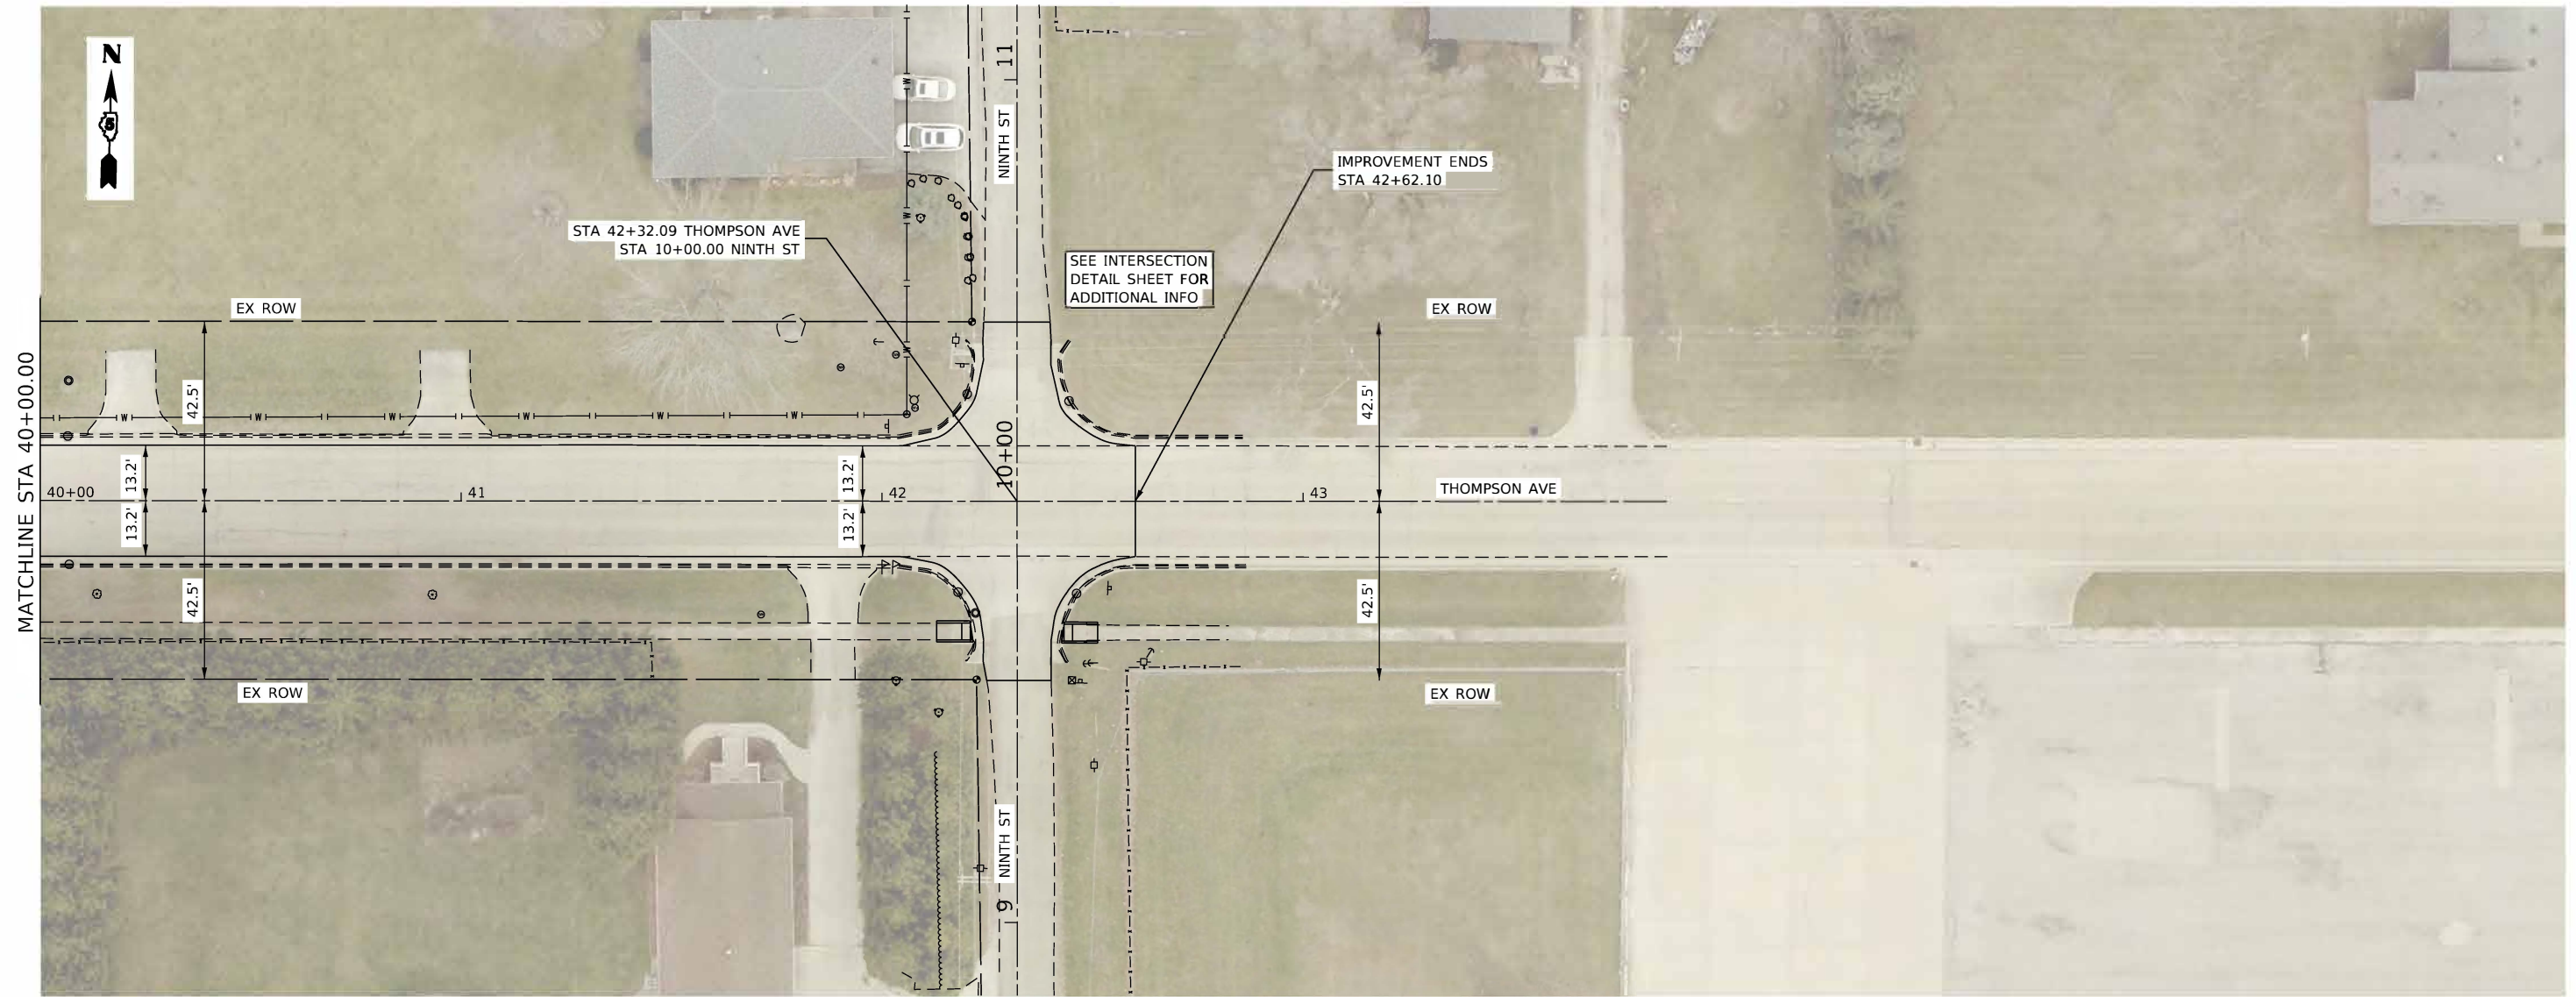 N
5
11
NINTH ST
IMPROVEMENT ENDS
STA 42+62.10
STA 42+32.09 THOMPSON AVE
STA 10+00.00 NINTH ST
SEE INTERSECTION
DETAIL SHEET FOR
ADDITIONAL INFO
EX ROW
EX ROW
MATCHLINE STA 40+00.00
42.5'
42.5'
W
W
W
W
W
W
W
W
W
W
10+00
13.2'
13.2'
40+00
41
42
43
THOMPSON AVE
13.2'
13.2'
42.5'
42.5'
EX ROW
EX ROW
NINTH ST
9